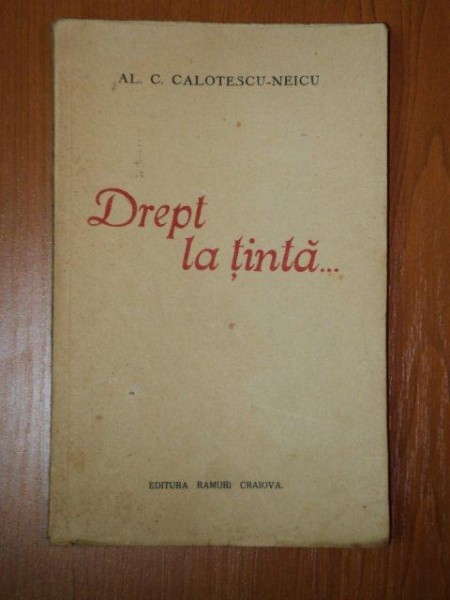 AL. C. CALOTESCU-NEICU
Drept
la țintă...
EDITURA RAMURI CRAIOVA.